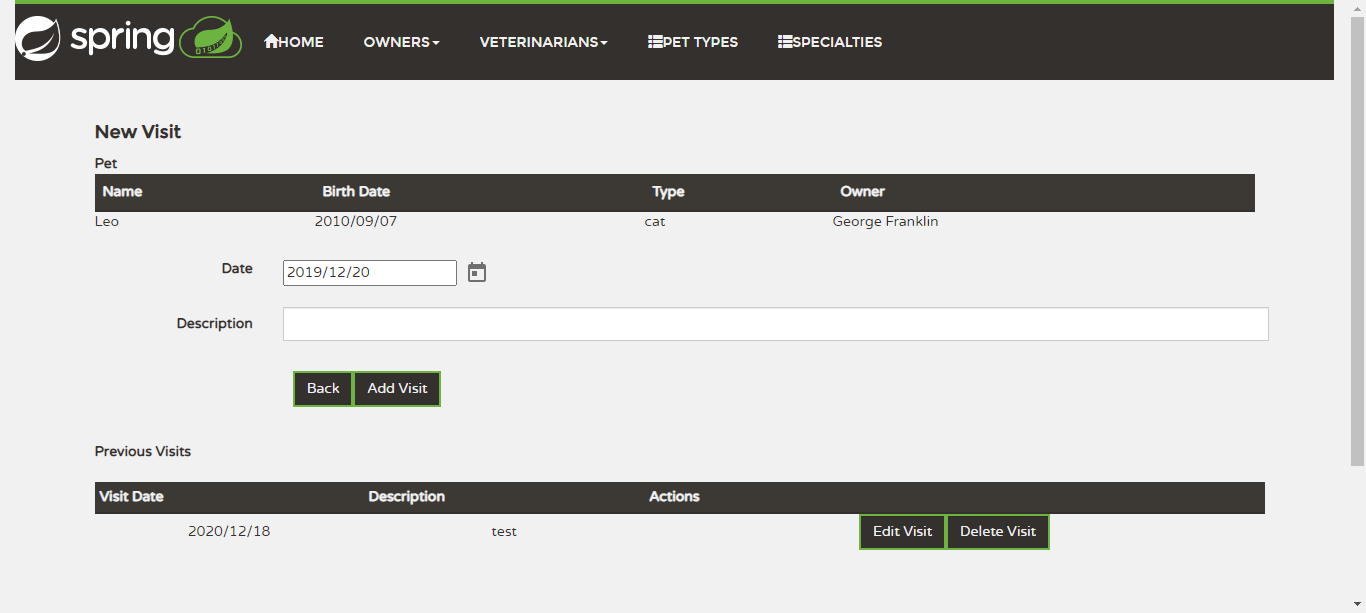 spring HOME OWNERS VETERINARIANS PET TYPES SPECIALTIES
New Visit
Pet
Name Birth Date Type Owner
Leo 2010/09/07 cat George Franklin
Date 2019/12/20
Description
Back Add Visit
Previous Visits
Visit Date Description Actions
2020/12/18 test Edit Visit Delete Visit